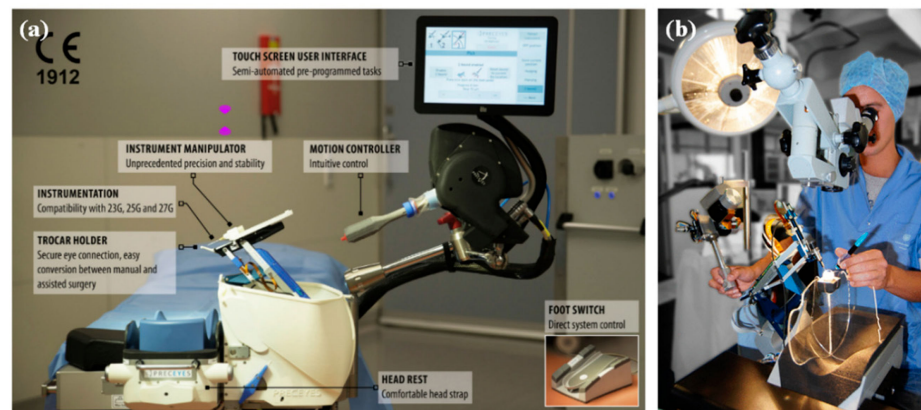 (a)
CE
1912
TOUCH SCREEN USER INTERFACE
Semi-automated pre-programmed tasks
INSTRUMENT MANIPULATOR
Unprecedented precision and stability
MOTION CONTROLLER
Intuitive control
INSTRUMENTATION
Compatibility with 23G, 25G and 27G
TROCAR HOLDER
Secure eye connection, easy
conversion between manual and
assisted surgery
FOOT SWITCH
Direct system control
PRECEYES
PRECEYES
HEAD REST
Comfortable head strap
(b)